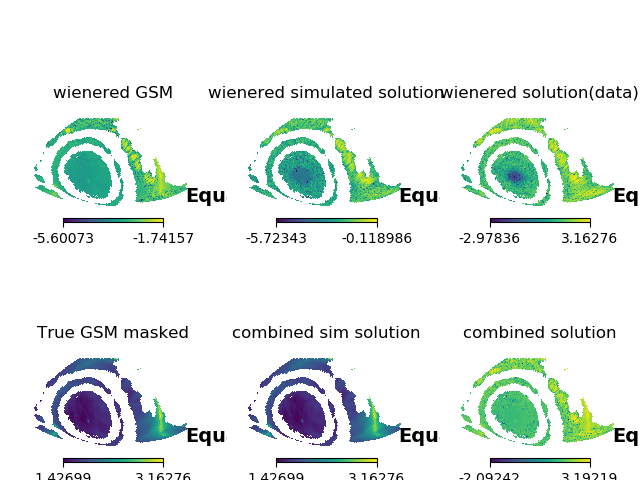 wienered GSM
wienered simulated solution
wienered solution(data)
Equ
Equ
Eq
-5.60073 -1.74157
-5.72343 -0.118986
-2.97836 3.16276
True GSM masked
combined sim solution
combined solution
Equ
Equ
Eq
1.42699 3.16276
1.42699 3.16276
-2.09242 3.19219